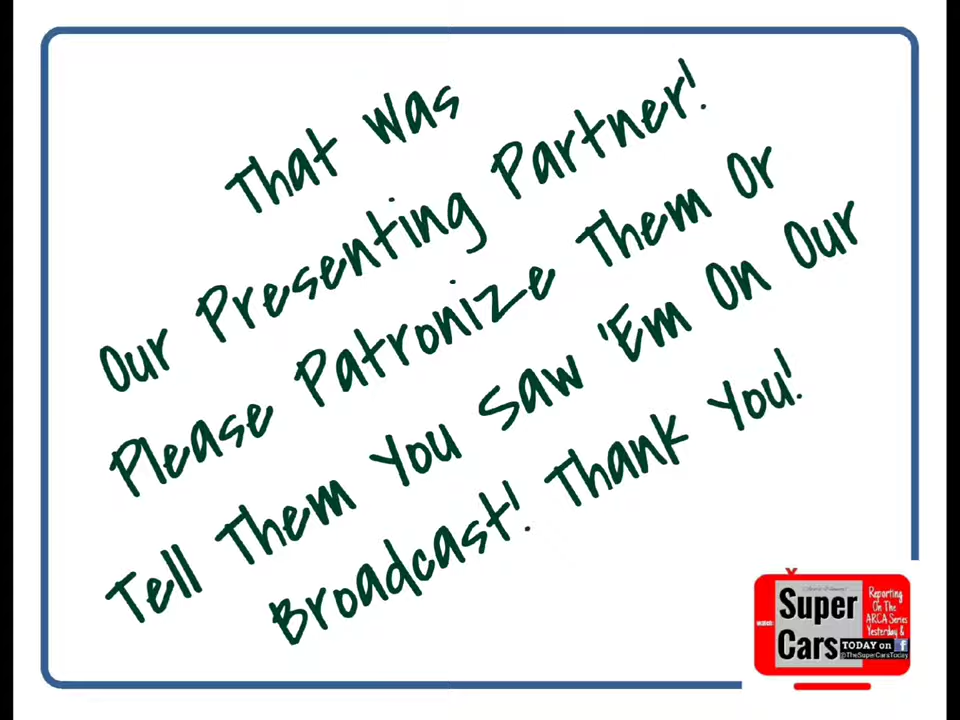 That Was
Our Presenting Partner!
Please Patronize Them Or
Tell Them You Saw 'Em On Our
Broadcast! Thank You!
watch
Super
Cars
TODAY on f
@TheSuperCarsToday
Reporting
On The
ARCA Series
Yesterday &